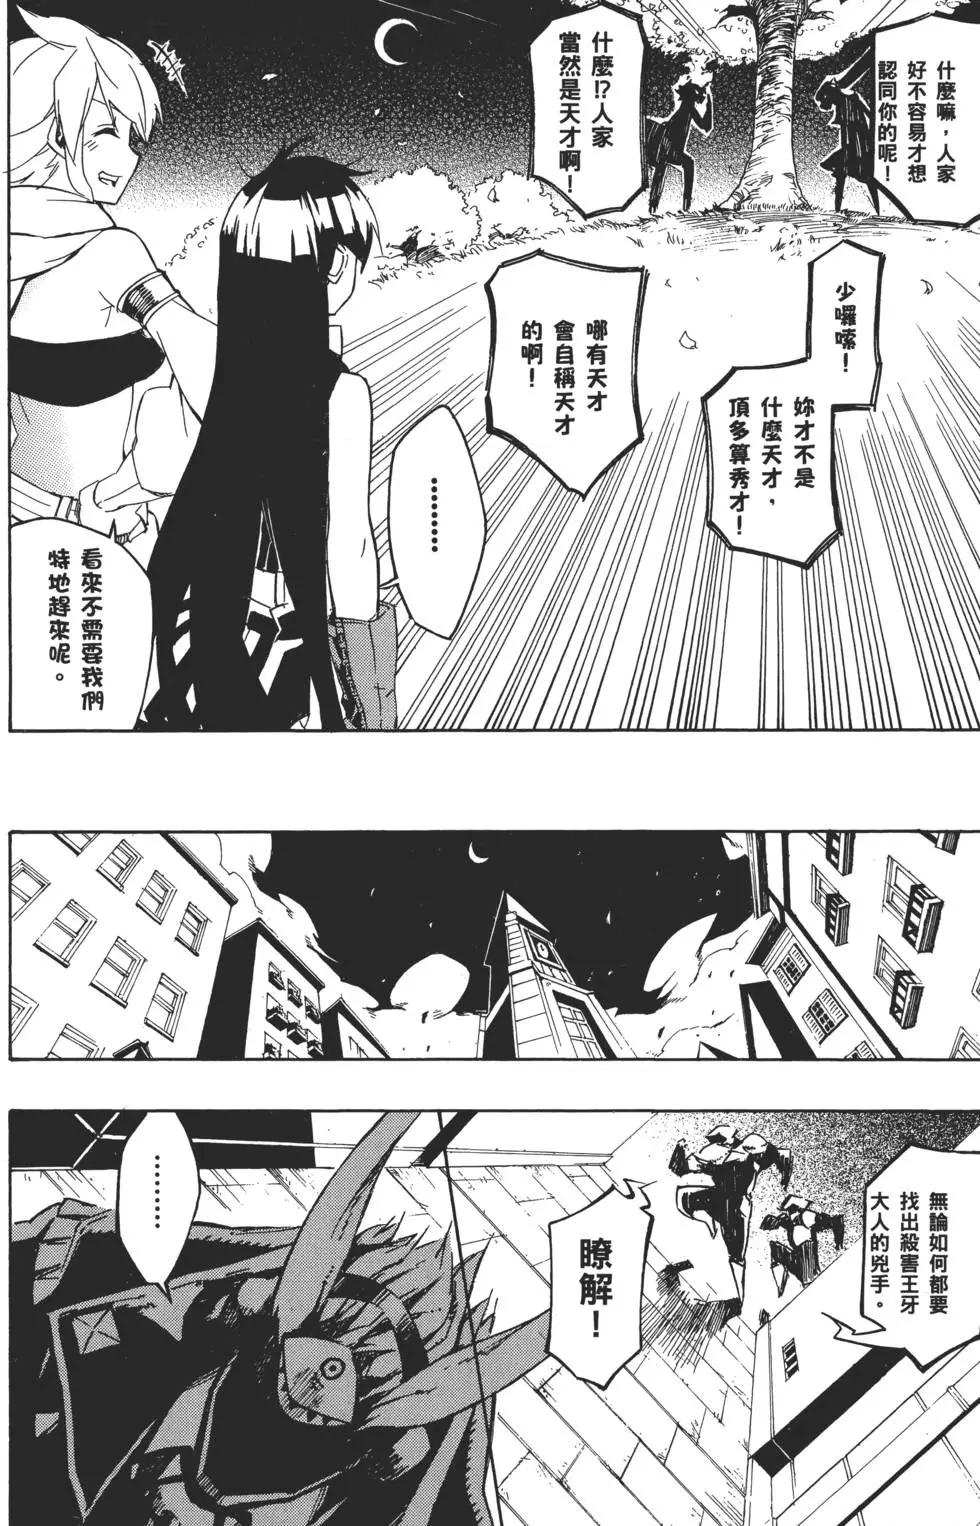 什麼嘛，人家
好不容易才想
認同你的呢！
什麼!?人家
當然是天才啊！
少囉嗦！
妳才不是
什麼天才，
頂多算秀才！
哪有天才
會自稱天才
的啊！
………
看來不需要我們
特地趕來呢。
無論如何都要
找出殺害王牙
大人的兇手。
瞭解！
………